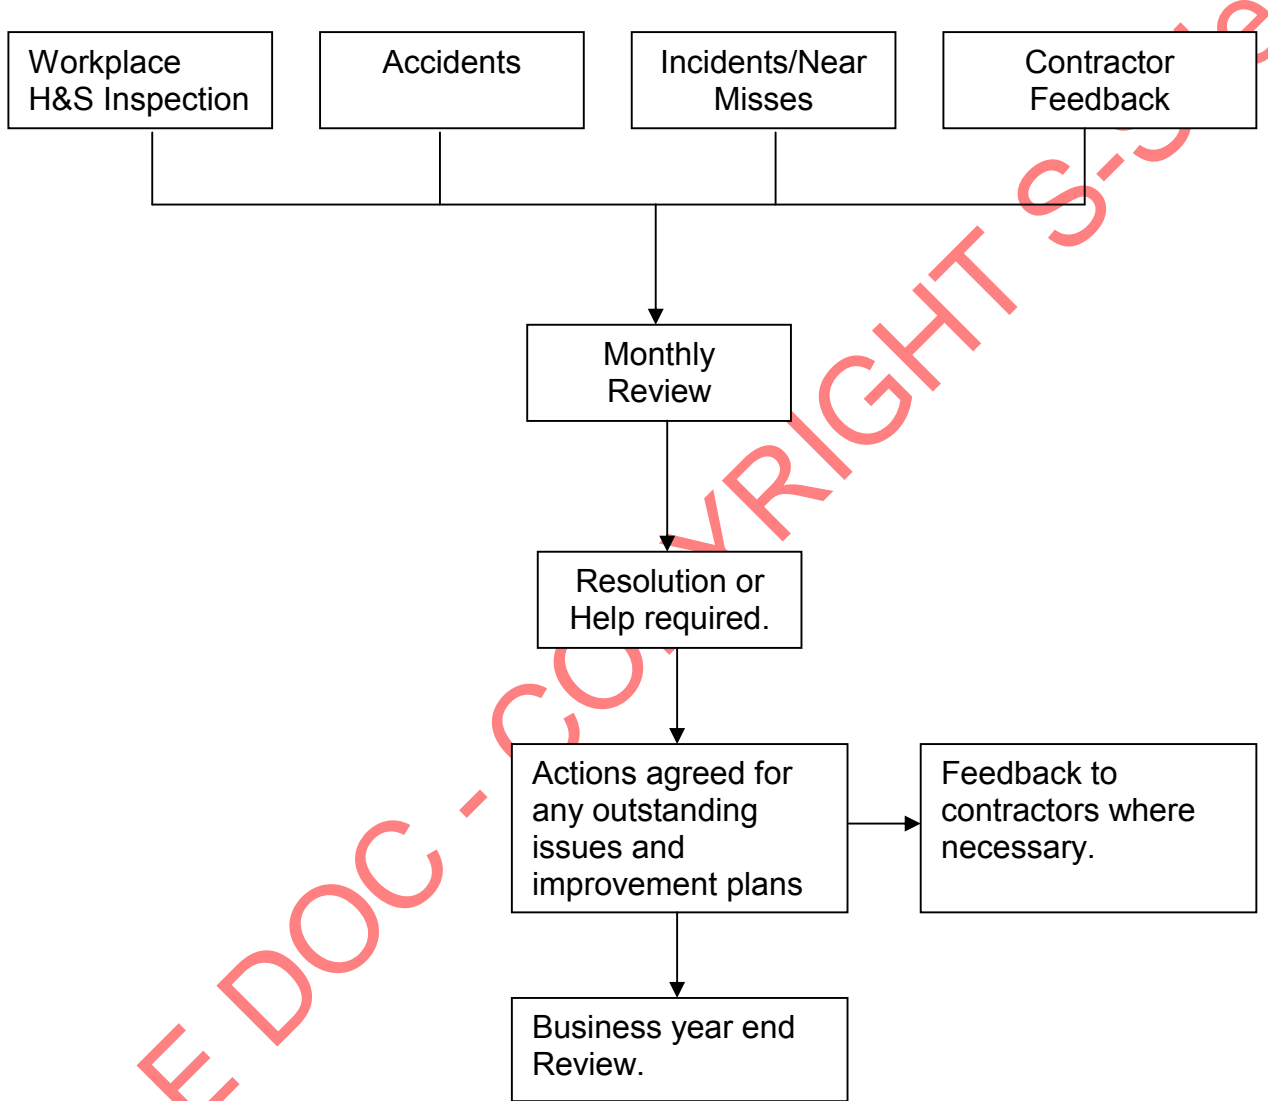 Workplace
H&S Inspection
Accidents
Incidents/Near
Misses
Contractor
Feedback
Monthly
Review
Resolution or
Help required.
Actions agreed for
any outstanding
issues and
improvement plans
Feedback to
contractors where
necessary.
Business year end
Review.
DOC - COPYRIGHT